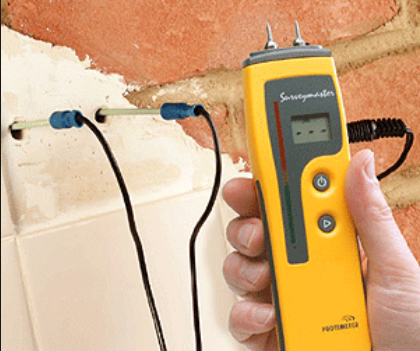 Surveymaster
- - -
PROTIMETER